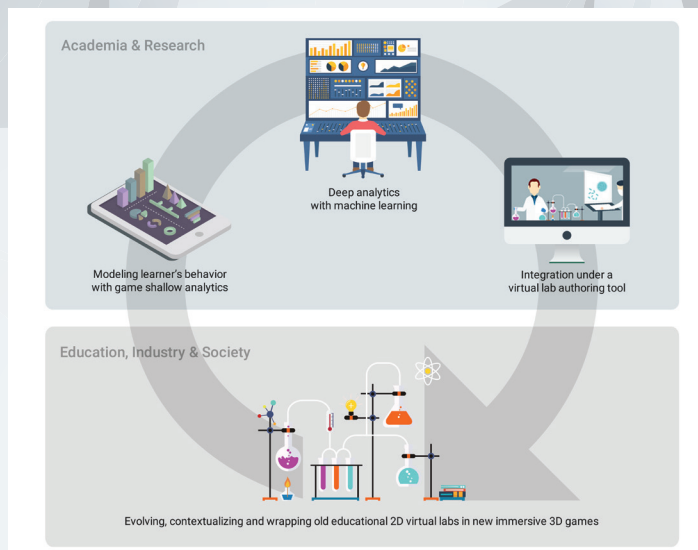 Academia & Research
Deep analytics
with machine learning
Modeling learner's behavior
with game shallow analytics
Integration under a
virtual lab authoring tool
Education, Industry & Society
Evolving, contextualizing and wrapping old educational 2D virtual labs in new immersive 3D games